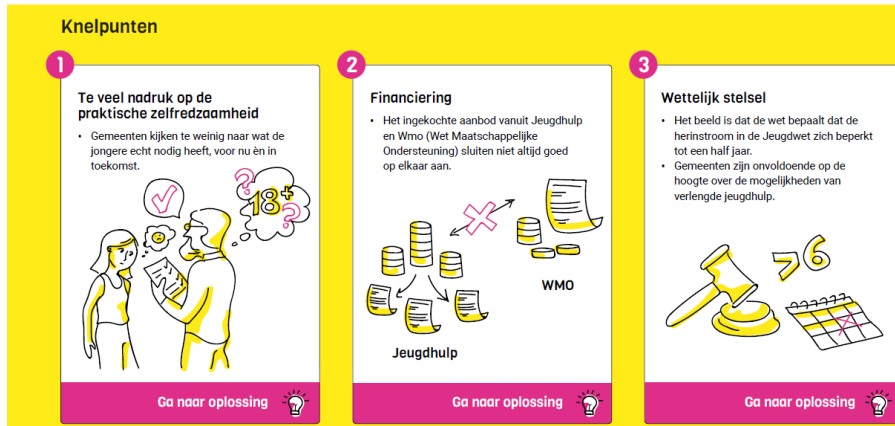 Knelpunten
1
Te veel nadruk op de
praktische zelfredzaamheid
• Gemeenten kijken te weinig naar wat de
jongere echt nodig heeft, voor nu èn in
toekomst.
?
18+
?
Ga naar oplossing
2
Financiering
• Het ingekochte aanbod vanuit Jeugdhulp
en Wmo (Wet Maatschappelijke
Ondersteuning) sluiten niet altijd goed
op elkaar aan.
WMO
Jeugdhulp
Ga naar oplossing
3
Wettelijk stelsel
• Het beeld is dat de wet bepaalt dat de
herinstroom in de Jeugdwet zich beperkt
tot een half jaar.
• Gemeenten zijn onvoldoende op de
hoogte over de mogelijkheden van
verlengde jeugdhulp.
>6
Ga naar oplossing